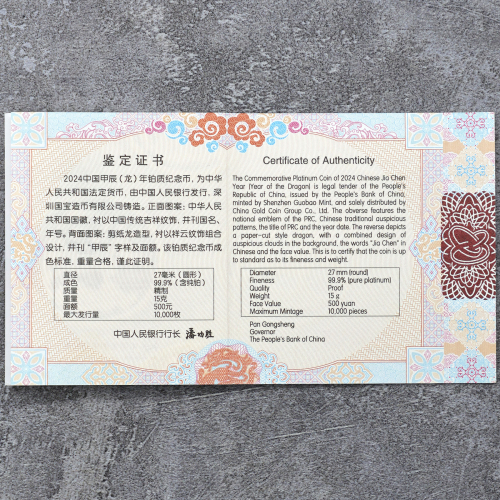 鉴定证书
2024中国甲辰（龙）年铂质纪念币，为中华
人民共和国法定货币，由中国人民银行发行，深
圳国宝造币有限公司铸造。正面图案：中华人民
共和国国徽，衬以中国传统吉祥纹饰，并刊国名、
年号。背面图案：剪纸龙造型，衬以祥云纹饰组合
设计，并刊“甲辰”字样及面额。该铂质纪念币成
色标准，重量合格，谨此证明。
直径 27毫米（圆形）
成色 99.9%（含纯铂）
质量 精制
重量 15克
面额 500元
最大发行量 10,000枚
中国人民银行行长 潘功胜
Certificate of Authenticity
The Commemorative Platinum Coin of 2024 Chinese Jia Chen
Year (Year of the Dragon) is legal tender of the People's
Republic of China, issued by the People's Bank of China,
minted by Shenzhen Guobao Mint, and solely distributed by
China Gold Coin Group Co., Ltd. The obverse features the
national emblem of the PRC, Chinese traditional auspicious
patterns, the title of PRC and the year date. The reverse depicts
a paper-cut style dragon, with a combined design of
auspicious clouds in the background, the words "Jia Chen" in
Chinese and the face value. This is to certify that the coin is up
to standard as to its fineness and weight.
Diameter 27 mm (round)
Fineness 99.9% (pure platinum)
Quality Proof
Weight 15 g
Face Value 500 yuan
Maximum Mintage 10,000 pieces
Pan Gongsheng
Governor
The People's Bank of China